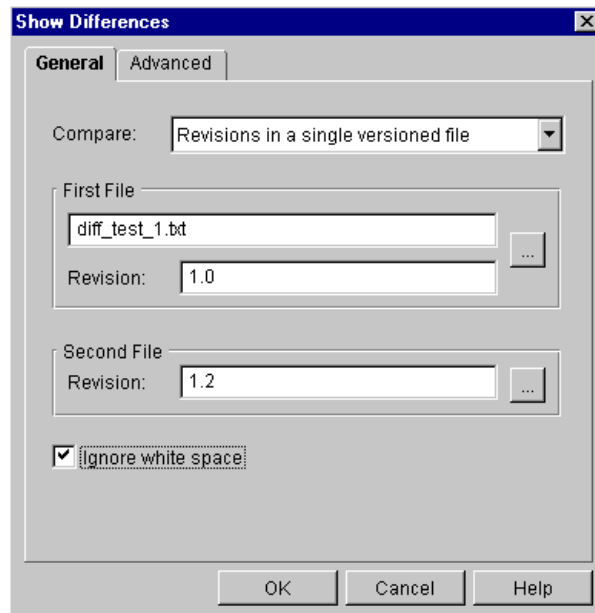 Show Differences
General Advanced
Compare: Revisions in a single versioned file
First File
diff_test_1.txt
...
Revision: 1.0
Second File
Revision: 1.2
...
Ignore white space
OK Cancel Help